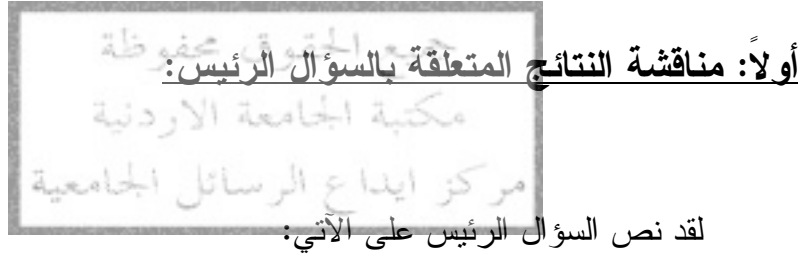 جميع الحقوق محفوظة
أولاً: مناقشة النتائج المتعلقة بالسؤال الرئيس:
مكتبة الجامعة الاردنية
مركز ايداع الرسائل الجامعية
لقد نص السؤال الرئيس على الآتي: